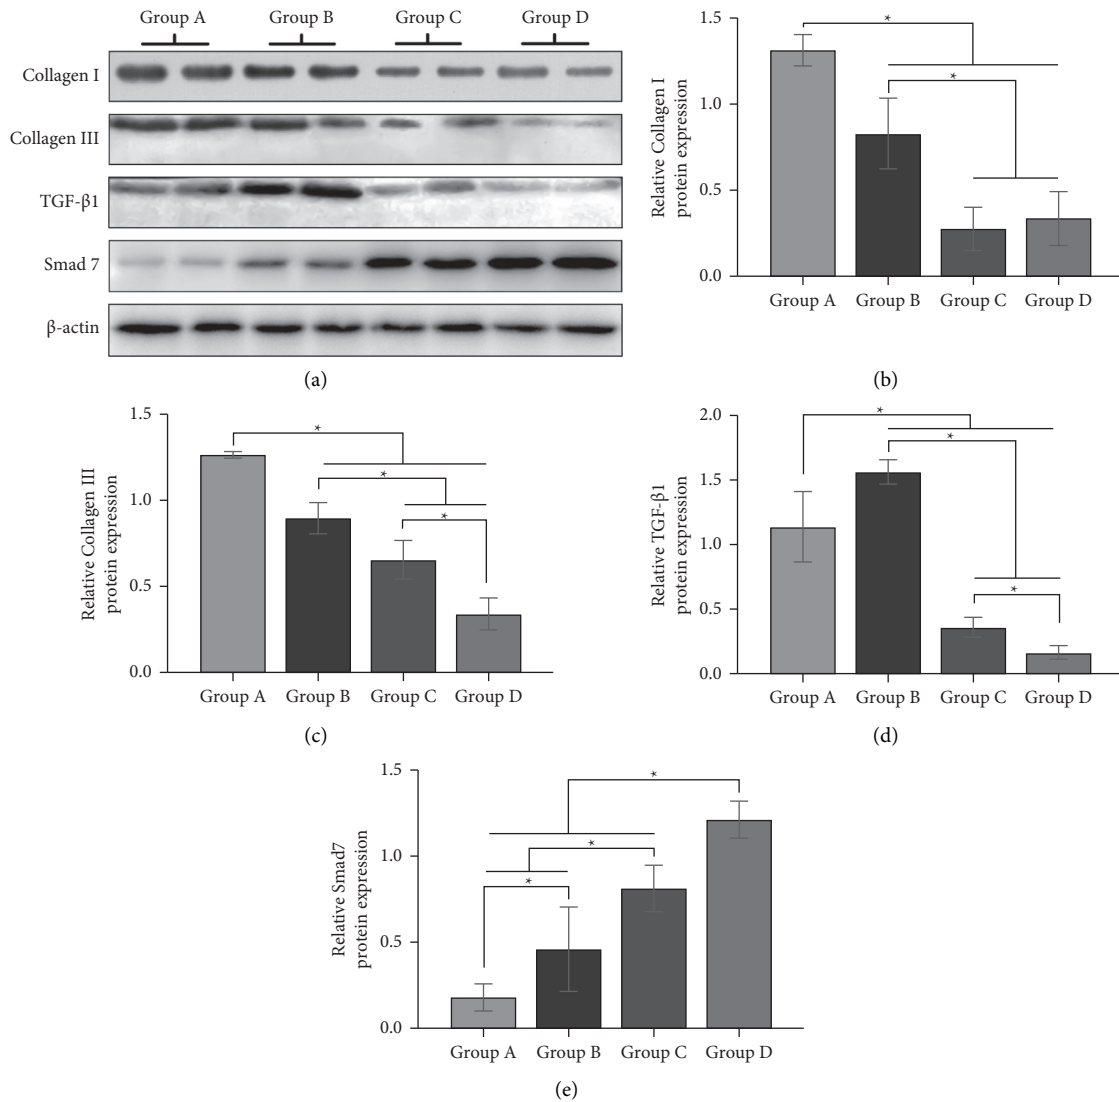 Group A Group B Group C Group D
Collagen I
Collagen III
TGF-β1
Smad 7
β-actin
(a)
Relative Collagen I
protein expression
1.5
1.0
0.5
0.0
*
*
Group A Group B Group C Group D
(b)
Relative Collagen III
protein expression
1.5
1.0
0.5
0.0
*
*
*
Group A Group B Group C Group D
(c)
Relative TGF-β1
protein expression
2.0
1.5
1.0
0.5
0.0
*
*
*
Group A Group B Group C Group D
(d)
Relative Smad7
protein expression
1.5
1.0
0.5
0.0
*
*
*
Group A Group B Group C Group D
(e)